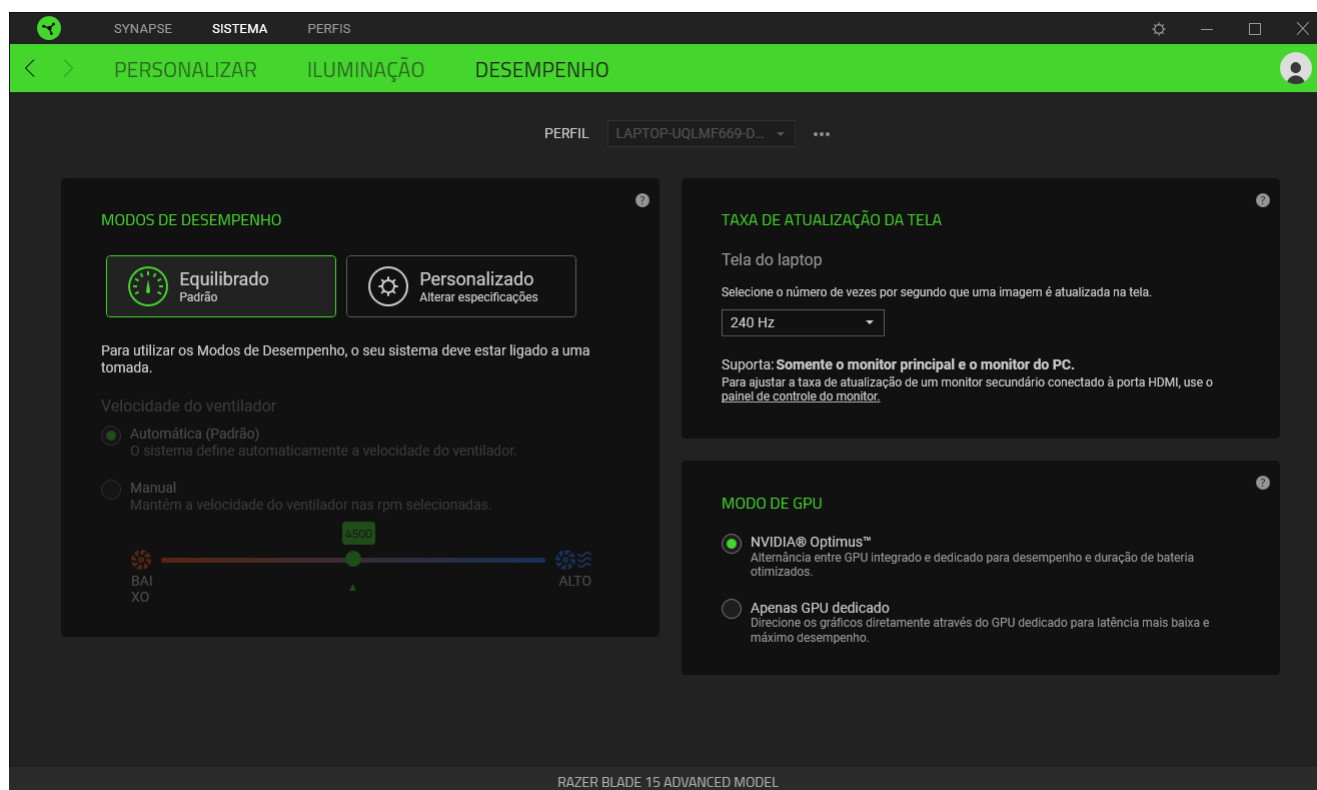 SYNAPSE SISTEMA PERFIS
PERSONALIZAR ILUMINAÇÃO DESEMPENHO
PERFIL LAPTOP-UQLMF669-D...
MODOS DE DESEMPENHO
Equilibrado
Padrão
Personalizado
Alterar especificações
Para utilizar os Modos de Desempenho, o seu sistema deve estar ligado a uma
tomada.
Velocidade do ventilador
Automática (Padrão)
O sistema define automaticamente a velocidade do ventilador.
Manual
Mantém a velocidade do ventilador nas rpm selecionadas.
4500
BAI
XO
ALTO
TAXA DE ATUALIZAÇÃO DA TELA
Tela do laptop
Selecione o número de vezes por segundo que uma imagem é atualizada na tela.
240 Hz
Suporta: Somente o monitor principal e o monitor do PC.
Para ajustar a taxa de atualização de um monitor secundário conectado à porta HDMI, use o
painel de controle do monitor.
MODO DE GPU
NVIDIA® Optimus™
Alternância entre GPU integrado e dedicado para desempenho e duração de bateria
otimizados.
Apenas GPU dedicado
Direcione os gráficos diretamente através do GPU dedicado para latência mais baixa e
máximo desempenho.
RAZER BLADE 15 ADVANCED MODEL